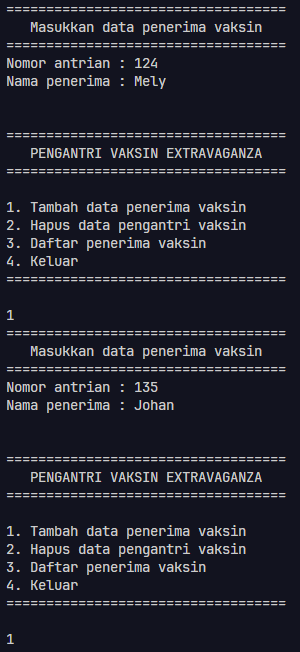 ===================================
Masukkan data penerima vaksin
===================================
Nomor antrian : 124
Nama penerima : Mely
===================================
PENGANTRI VAKSIN EXTRAVAGANZA
===================================
1. Tambah data penerima vaksin
2. Hapus data pengantri vaksin
3. Daftar penerima vaksin
4. Keluar
===================================
1
===================================
Masukkan data penerima vaksin
===================================
Nomor antrian : 135
Nama penerima : Johan
===================================
PENGANTRI VAKSIN EXTRAVAGANZA
===================================
1. Tambah data penerima vaksin
2. Hapus data pengantri vaksin
3. Daftar penerima vaksin
4. Keluar
===================================
1